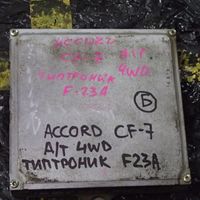 ACCORD
CF-7 A/T
ТИПТРОНИК 4WD
F-23A
Б
ACCORD CF-7
A/T 4WD
ТИПТРОНИК F23A